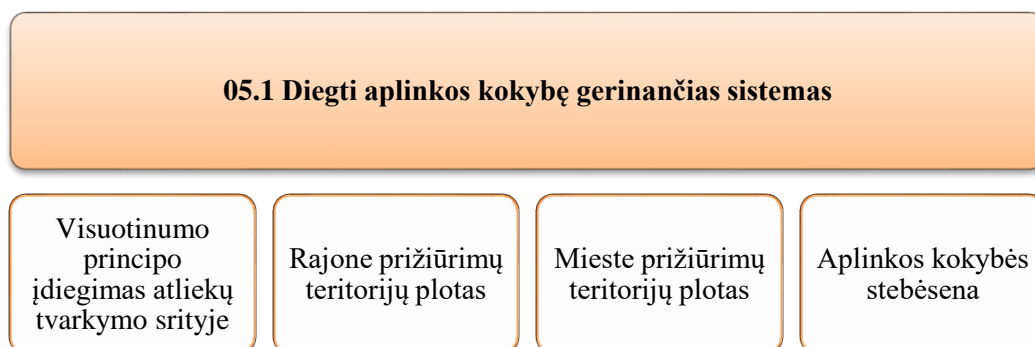 05.1 Diegti aplinkos kokybę gerinančias sistemas
Visuotinumo
principo
įdiegimas atliekų
tvarkymo srityje
Rajone prižiūrimų
teritorijų plotas
Mieste prižiūrimų
teritorijų plotas
Aplinkos kokybės
stebėsena